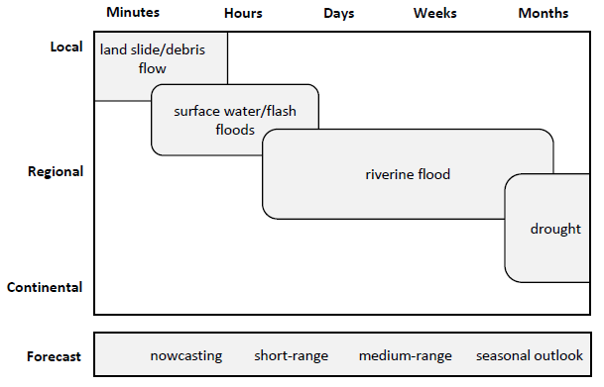 Minutes Hours Days Weeks Months
Local
land slide/debris
flow
surface water/flash
floods
Regional
riverine flood
drought
Continental
Forecast nowcasting short-range medium-range seasonal outlook